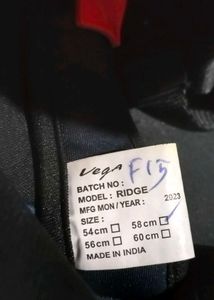 Vega
BATCH NO : F15
MODEL : RIDGE
MFG MON / YEAR : 2023
SIZE :
54cm☐ 58cm☑
56cm☐ 60cm☐
MADE IN INDIA